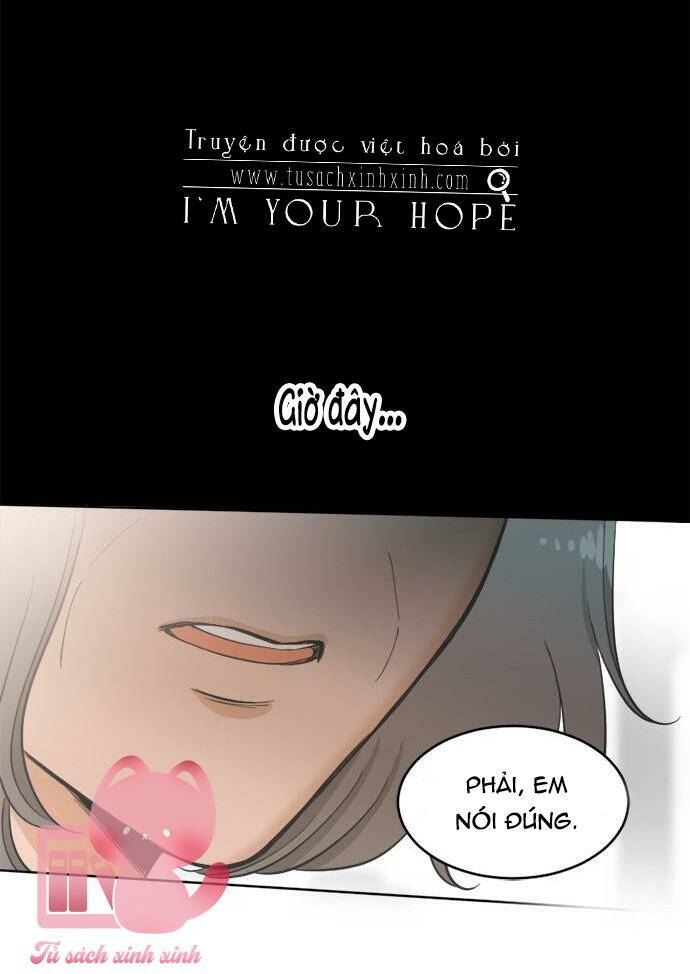 Truyện được việt hoá bởi
www.tusachxinhxinh.com
I'M YOUR HOPE
Giờ đây...
PHẢI, EM
NÓI ĐÚNG.
Tủ sách xinh xinh